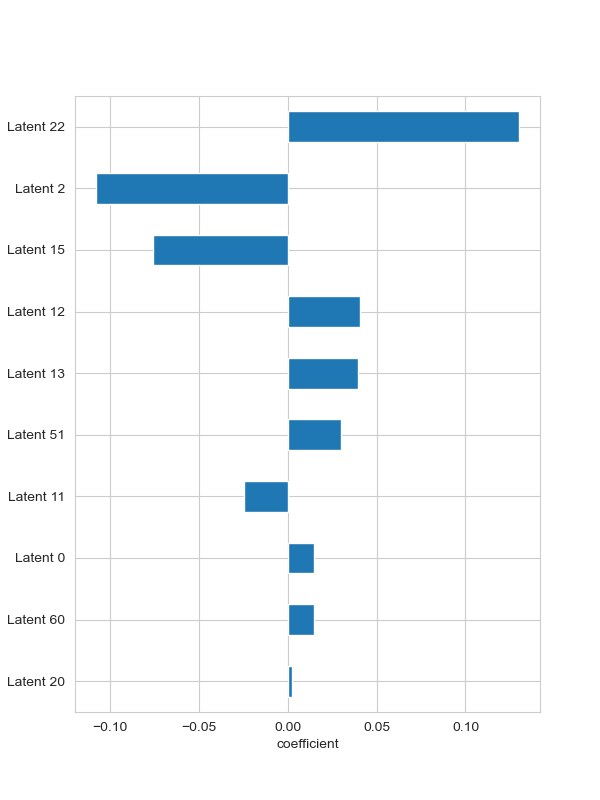 Latent 22
Latent 2
Latent 15
Latent 12
Latent 13
Latent 51
Latent 11
Latent 0
Latent 60
Latent 20
−0.10 −0.05 0.00 0.05 0.10
coefficient